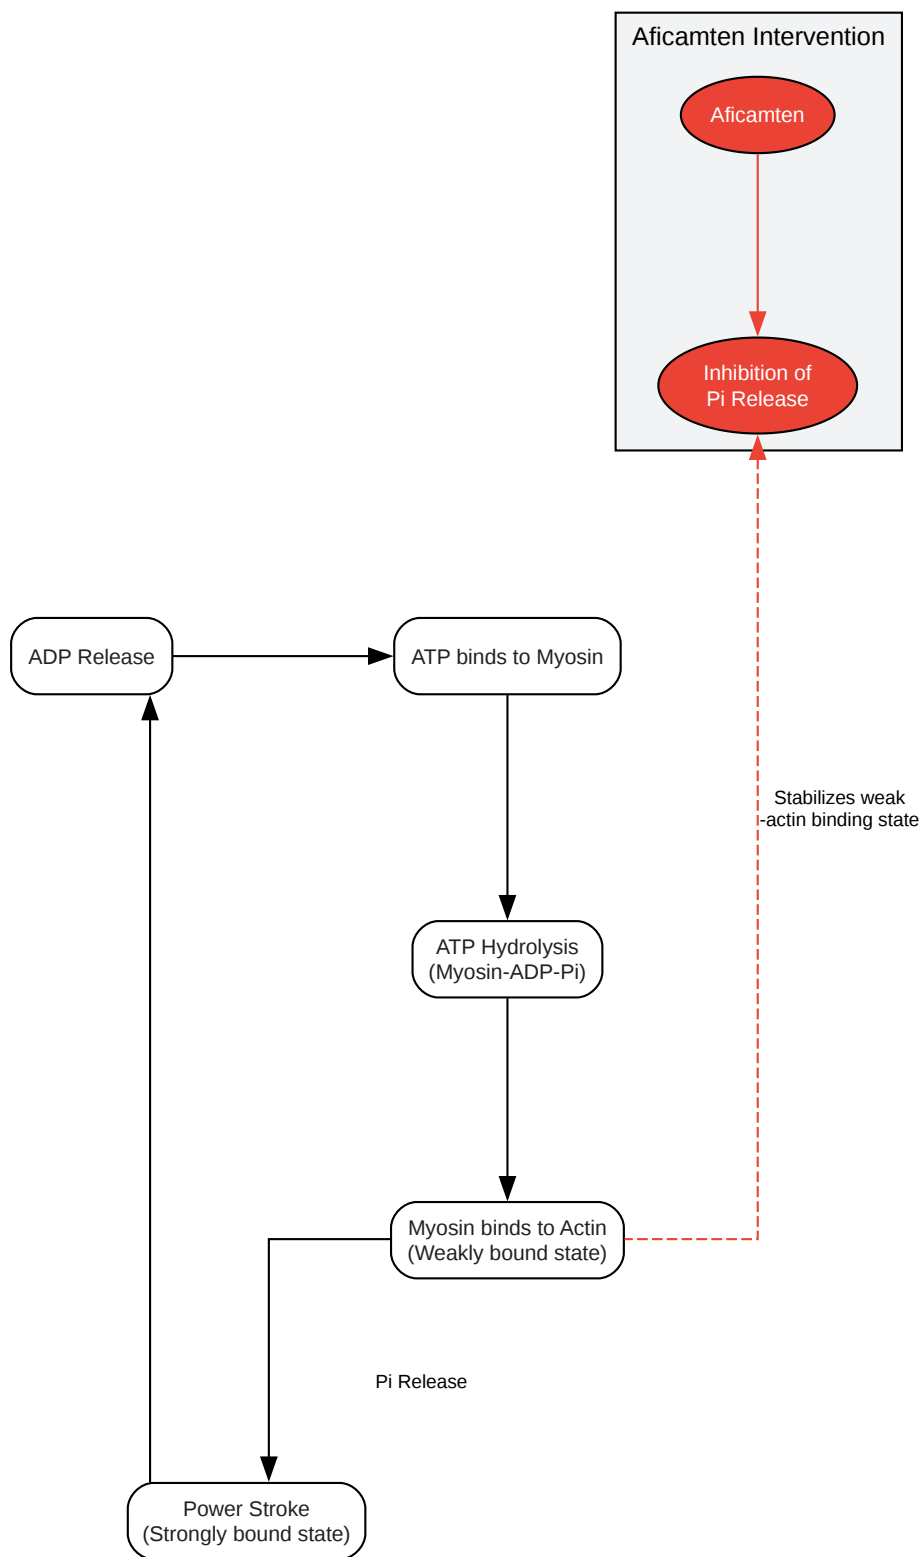 Aficamten Intervention
Aficamten
Inhibition of
Pi Release
ADP Release
ATP binds to Myosin
Stabilizes weak
-actin binding state
ATP Hydrolysis
(Myosin-ADP-Pi)
Myosin binds to Actin
(Weakly bound state)
Pi Release
Power Stroke
(Strongly bound state)